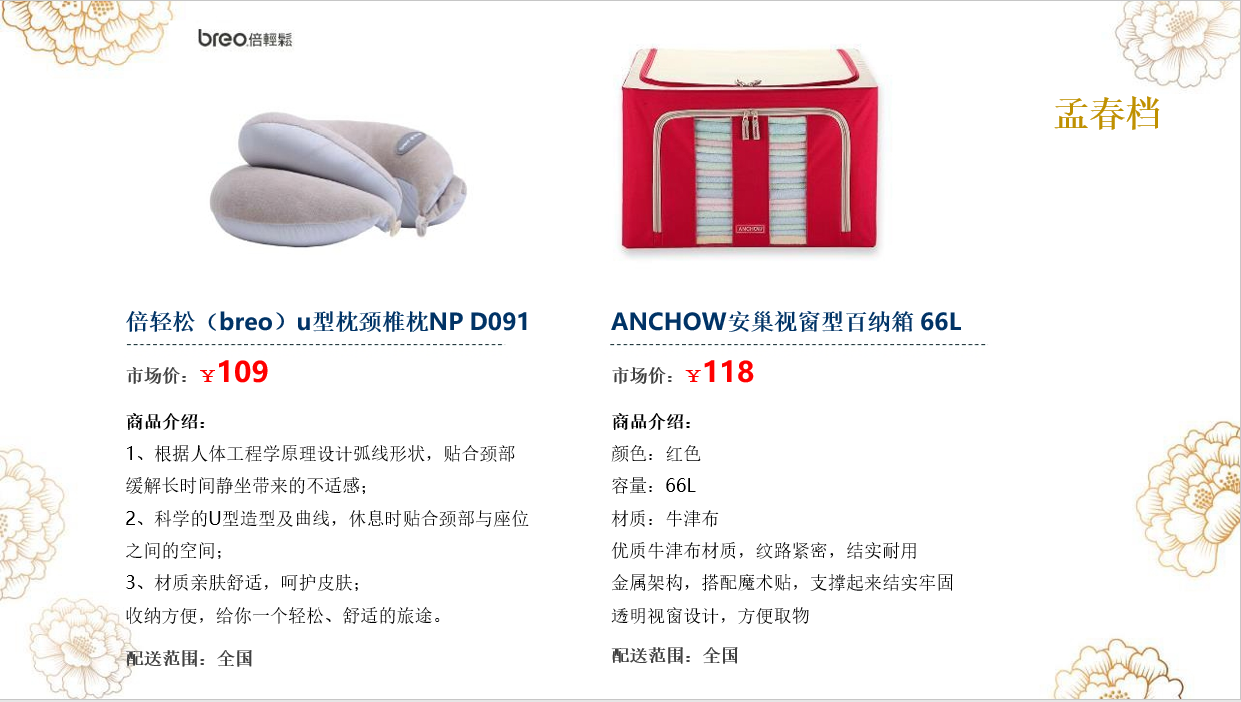 breo倍輕鬆
孟春档
ANCHOW
倍轻松（breo）u型枕颈椎枕NP D091
市场价：￥109
商品介绍：
1、根据人体工程学原理设计弧线形状，贴合颈部
缓解长时间静坐带来的不适感；
2、科学的U型造型及曲线，休息时贴合颈部与座位
之间的空间；
3、材质亲肤舒适，呵护皮肤；
收纳方便，给你一个轻松、舒适的旅途。
配送范围：全国
ANCHOW安巢视窗型百纳箱 66L
市场价：￥118
商品介绍：
颜色：红色
容量：66L
材质：牛津布
优质牛津布材质，纹路紧密，结实耐用
金属架构，搭配魔术贴，支撑起来结实牢固
透明视窗设计，方便取物
配送范围：全国